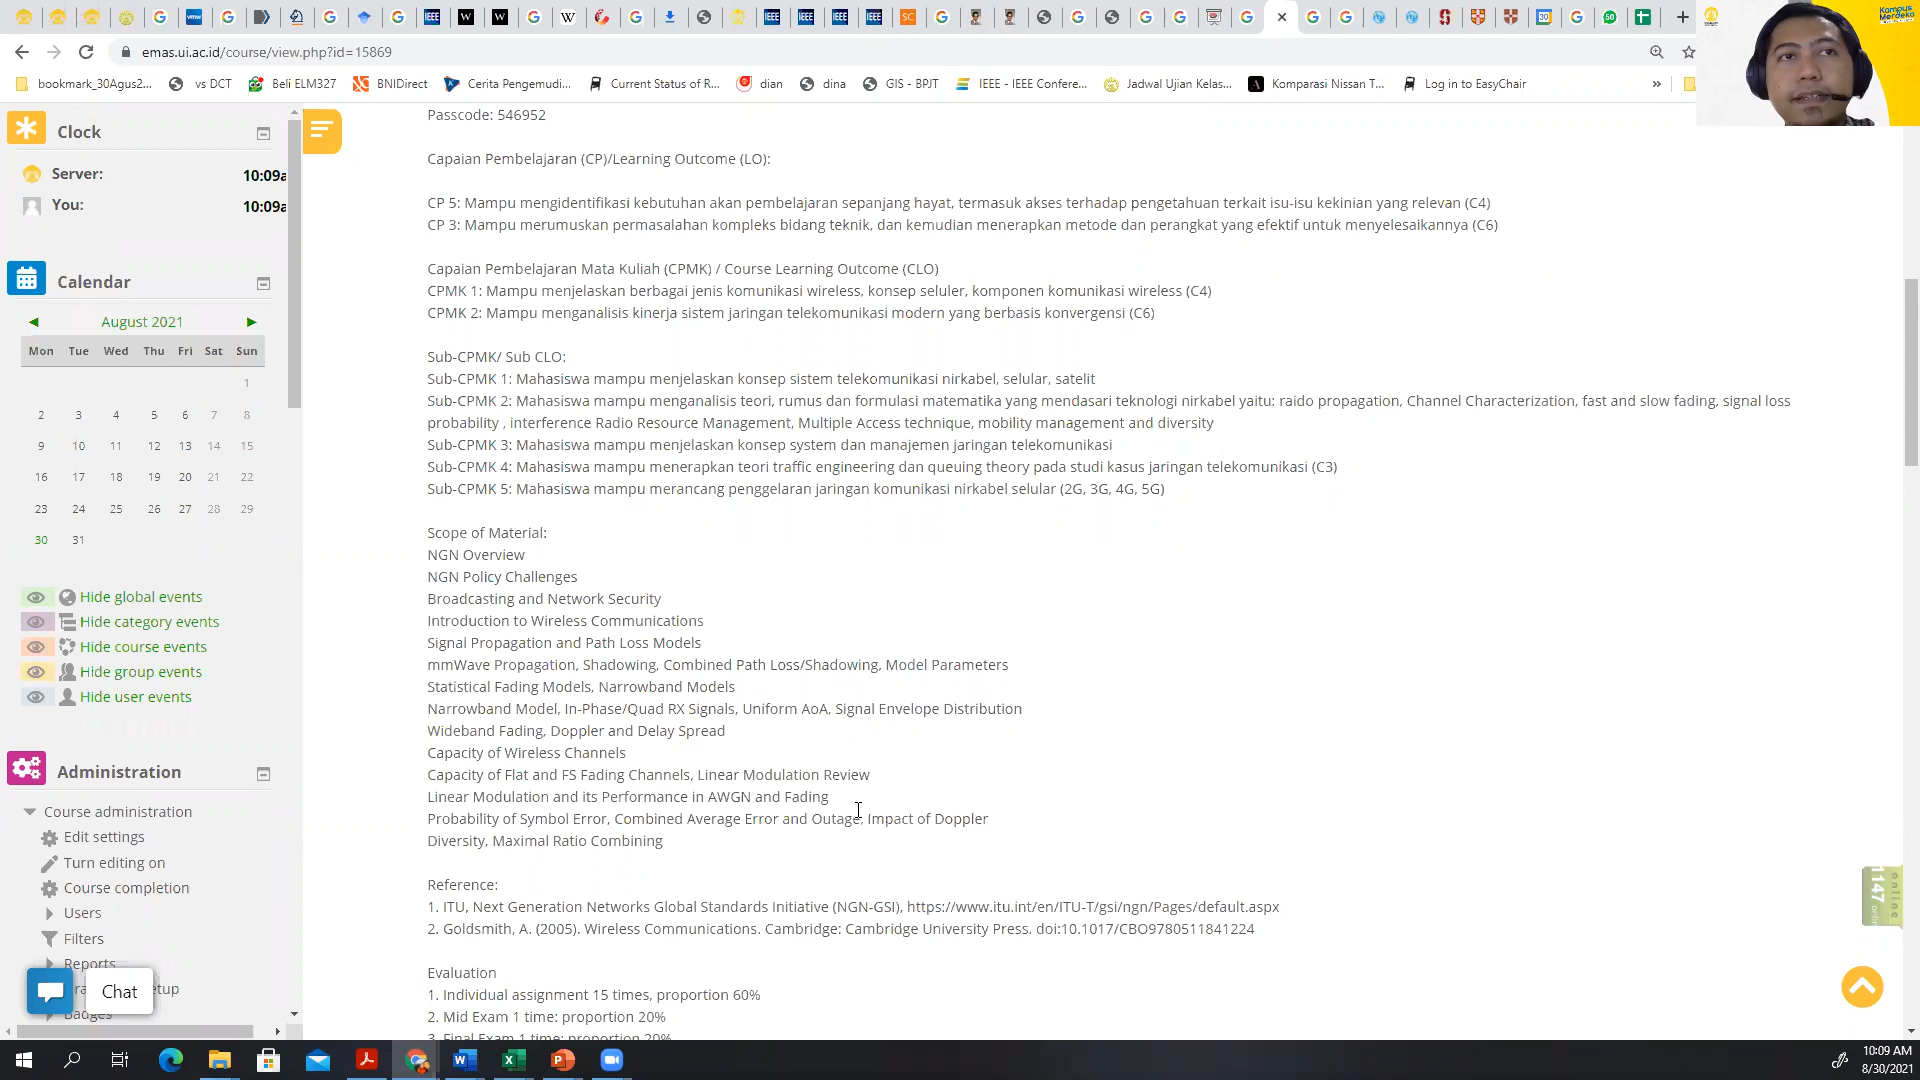 emas.ui.ac.id/course/view.php?id=15869
bookmark_30Agus2...
vs DCT
Beli ELM327
BNIDirect
Cerita Pengemudi...
Current Status of R...
dian
dina
GIS - BPJT
IEEE - IEEE Confere...
Jadwal Ujian Kelas...
Komparasi Nissan T...
Log in to EasyChair
»
Kampus
Merdeka
Clock
Server: 10:09a
You: 10:09a
Calendar
◄ August 2021 ►
Mon Tue Wed Thu Fri Sat Sun
1
2 3 4 5 6 7 8
9 10 11 12 13 14 15
16 17 18 19 20 21 22
23 24 25 26 27 28 29
30 31
Hide global events
Hide category events
Hide course events
Hide group events
Hide user events
Administration
Course administration
Edit settings
Turn editing on
Course completion
Users
Filters
Reports
Badges
Chat
Passcode: 546952
Capaian Pembelajaran (CP)/Learning Outcome (LO):
CP 5: Mampu mengidentifikasi kebutuhan akan pembelajaran sepanjang hayat, termasuk akses terhadap pengetahuan terkait isu-isu kekinian yang relevan (C4)
CP 3: Mampu merumuskan permasalahan kompleks bidang teknik, dan kemudian menerapkan metode dan perangkat yang efektif untuk menyelesaikannya (C6)
Capaian Pembelajaran Mata Kuliah (CPMK) / Course Learning Outcome (CLO)
CPMK 1: Mampu menjelaskan berbagai jenis komunikasi wireless, konsep seluler, komponen komunikasi wireless (C4)
CPMK 2: Mampu menganalisis kinerja sistem jaringan telekomunikasi modern yang berbasis konvergensi (C6)
Sub-CPMK/ Sub CLO:
Sub-CPMK 1: Mahasiswa mampu menjelaskan konsep sistem telekomunikasi nirkabel, selular, satelit
Sub-CPMK 2: Mahasiswa mampu menganalisis teori, rumus dan formulasi matematika yang mendasari teknologi nirkabel yaitu: raido propagation, Channel Characterization, fast and slow fading, signal loss
probability , interference Radio Resource Management, Multiple Access technique, mobility management and diversity
Sub-CPMK 3: Mahasiswa mampu menjelaskan konsep system dan manajemen jaringan telekomunikasi
Sub-CPMK 4: Mahasiswa mampu menerapkan teori traffic engineering dan queuing theory pada studi kasus jaringan telekomunikasi (C3)
Sub-CPMK 5: Mahasiswa mampu merancang penggelaran jaringan komunikasi nirkabel selular (2G, 3G, 4G, 5G)
Scope of Material:
NGN Overview
NGN Policy Challenges
Broadcasting and Network Security
Introduction to Wireless Communications
Signal Propagation and Path Loss Models
mmWave Propagation, Shadowing, Combined Path Loss/Shadowing, Model Parameters
Statistical Fading Models, Narrowband Models
Narrowband Model, In-Phase/Quad RX Signals, Uniform AoA, Signal Envelope Distribution
Wideband Fading, Doppler and Delay Spread
Capacity of Wireless Channels
Capacity of Flat and FS Fading Channels, Linear Modulation Review
Linear Modulation and its Performance in AWGN and Fading
Probability of Symbol Error, Combined Average Error and Outage, Impact of Doppler
Diversity, Maximal Ratio Combining
Reference:
1. ITU, Next Generation Networks Global Standards Initiative (NGN-GSI), https://www.itu.int/en/ITU-T/gsi/ngn/Pages/default.aspx
2. Goldsmith, A. (2005). Wireless Communications. Cambridge: Cambridge University Press. doi:10.1017/CBO9780511841224
Evaluation
1. Individual assignment 15 times, proportion 60%
2. Mid Exam 1 time: proportion 20%
3. Final Exam 1 time: proportion 20%
1147 online
10:09 AM
8/30/2021